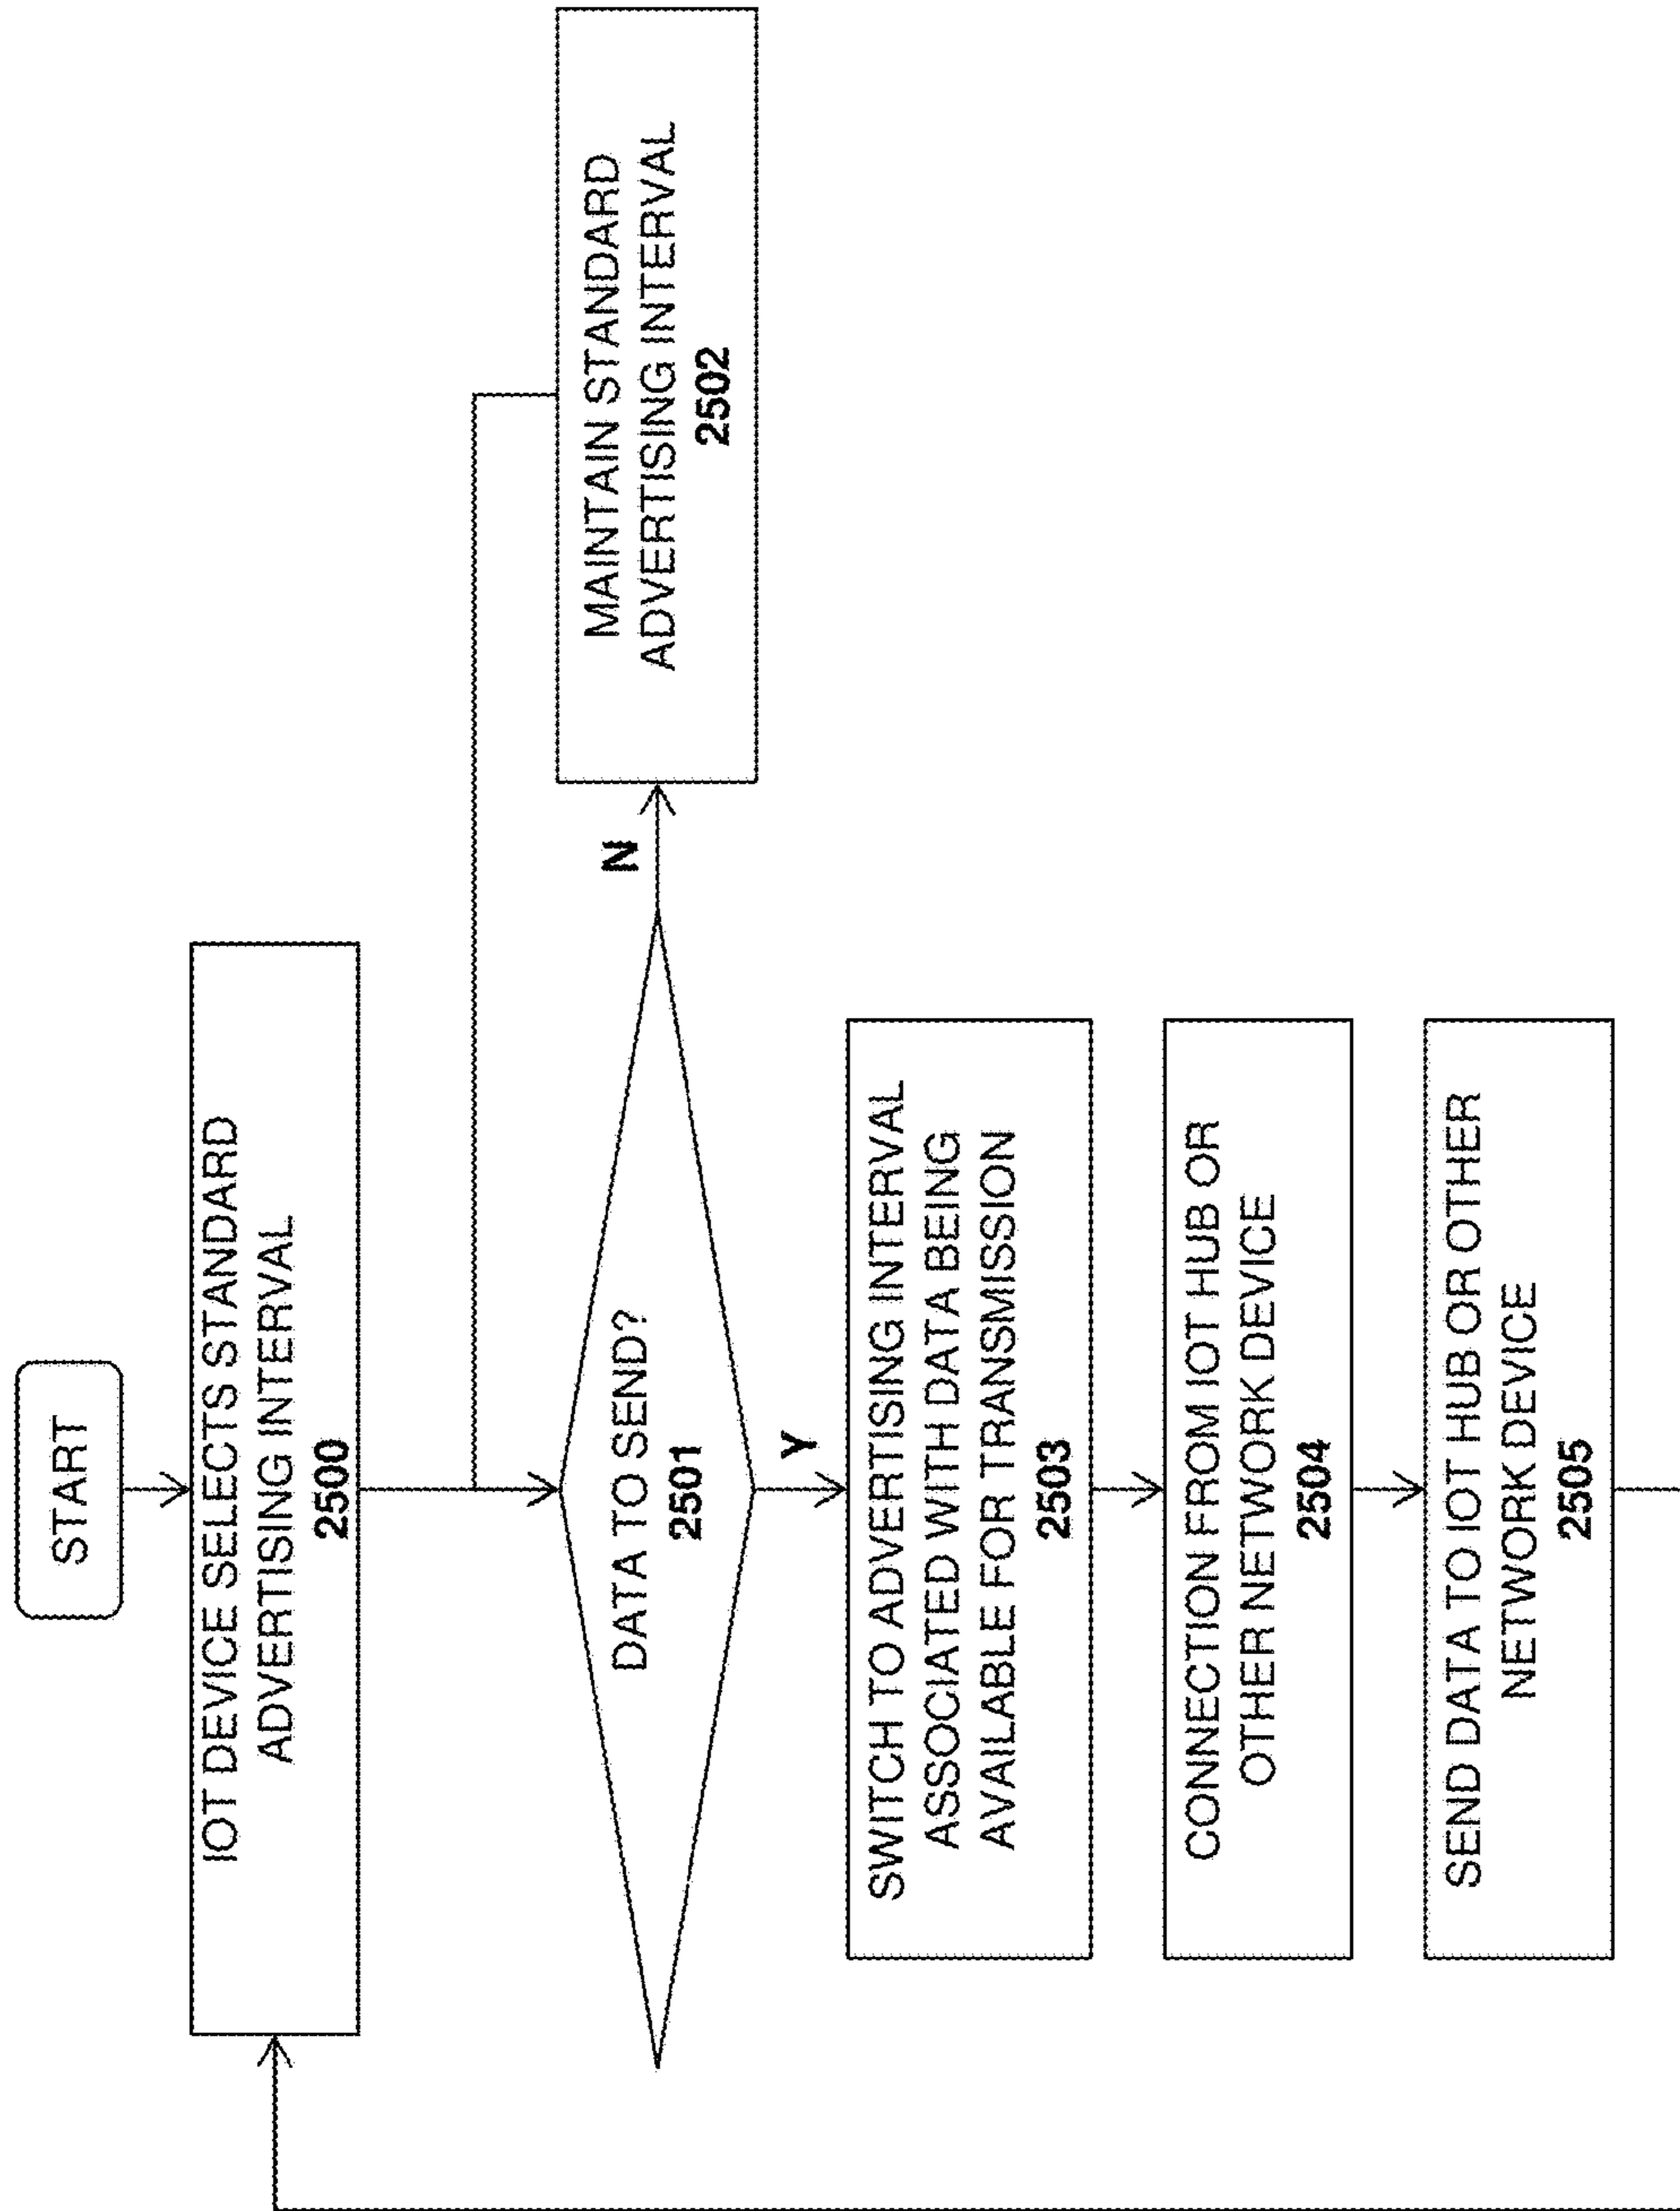 START
IOT DEVICE SELECTS STANDARD
ADVERTISING INTERVAL
2500
DATA TO SEND?
2501
N
MAINTAIN STANDARD
ADVERTISING INTERVAL
2502
Y
SWITCH TO ADVERTISING INTERVAL
ASSOCIATED WITH DATA BEING
AVAILABLE FOR TRANSMISSION
2503
CONNECTION FROM IOT HUB OR
OTHER NETWORK DEVICE
2504
SEND DATA TO IOT HUB OR OTHER
NETWORK DEVICE
2505